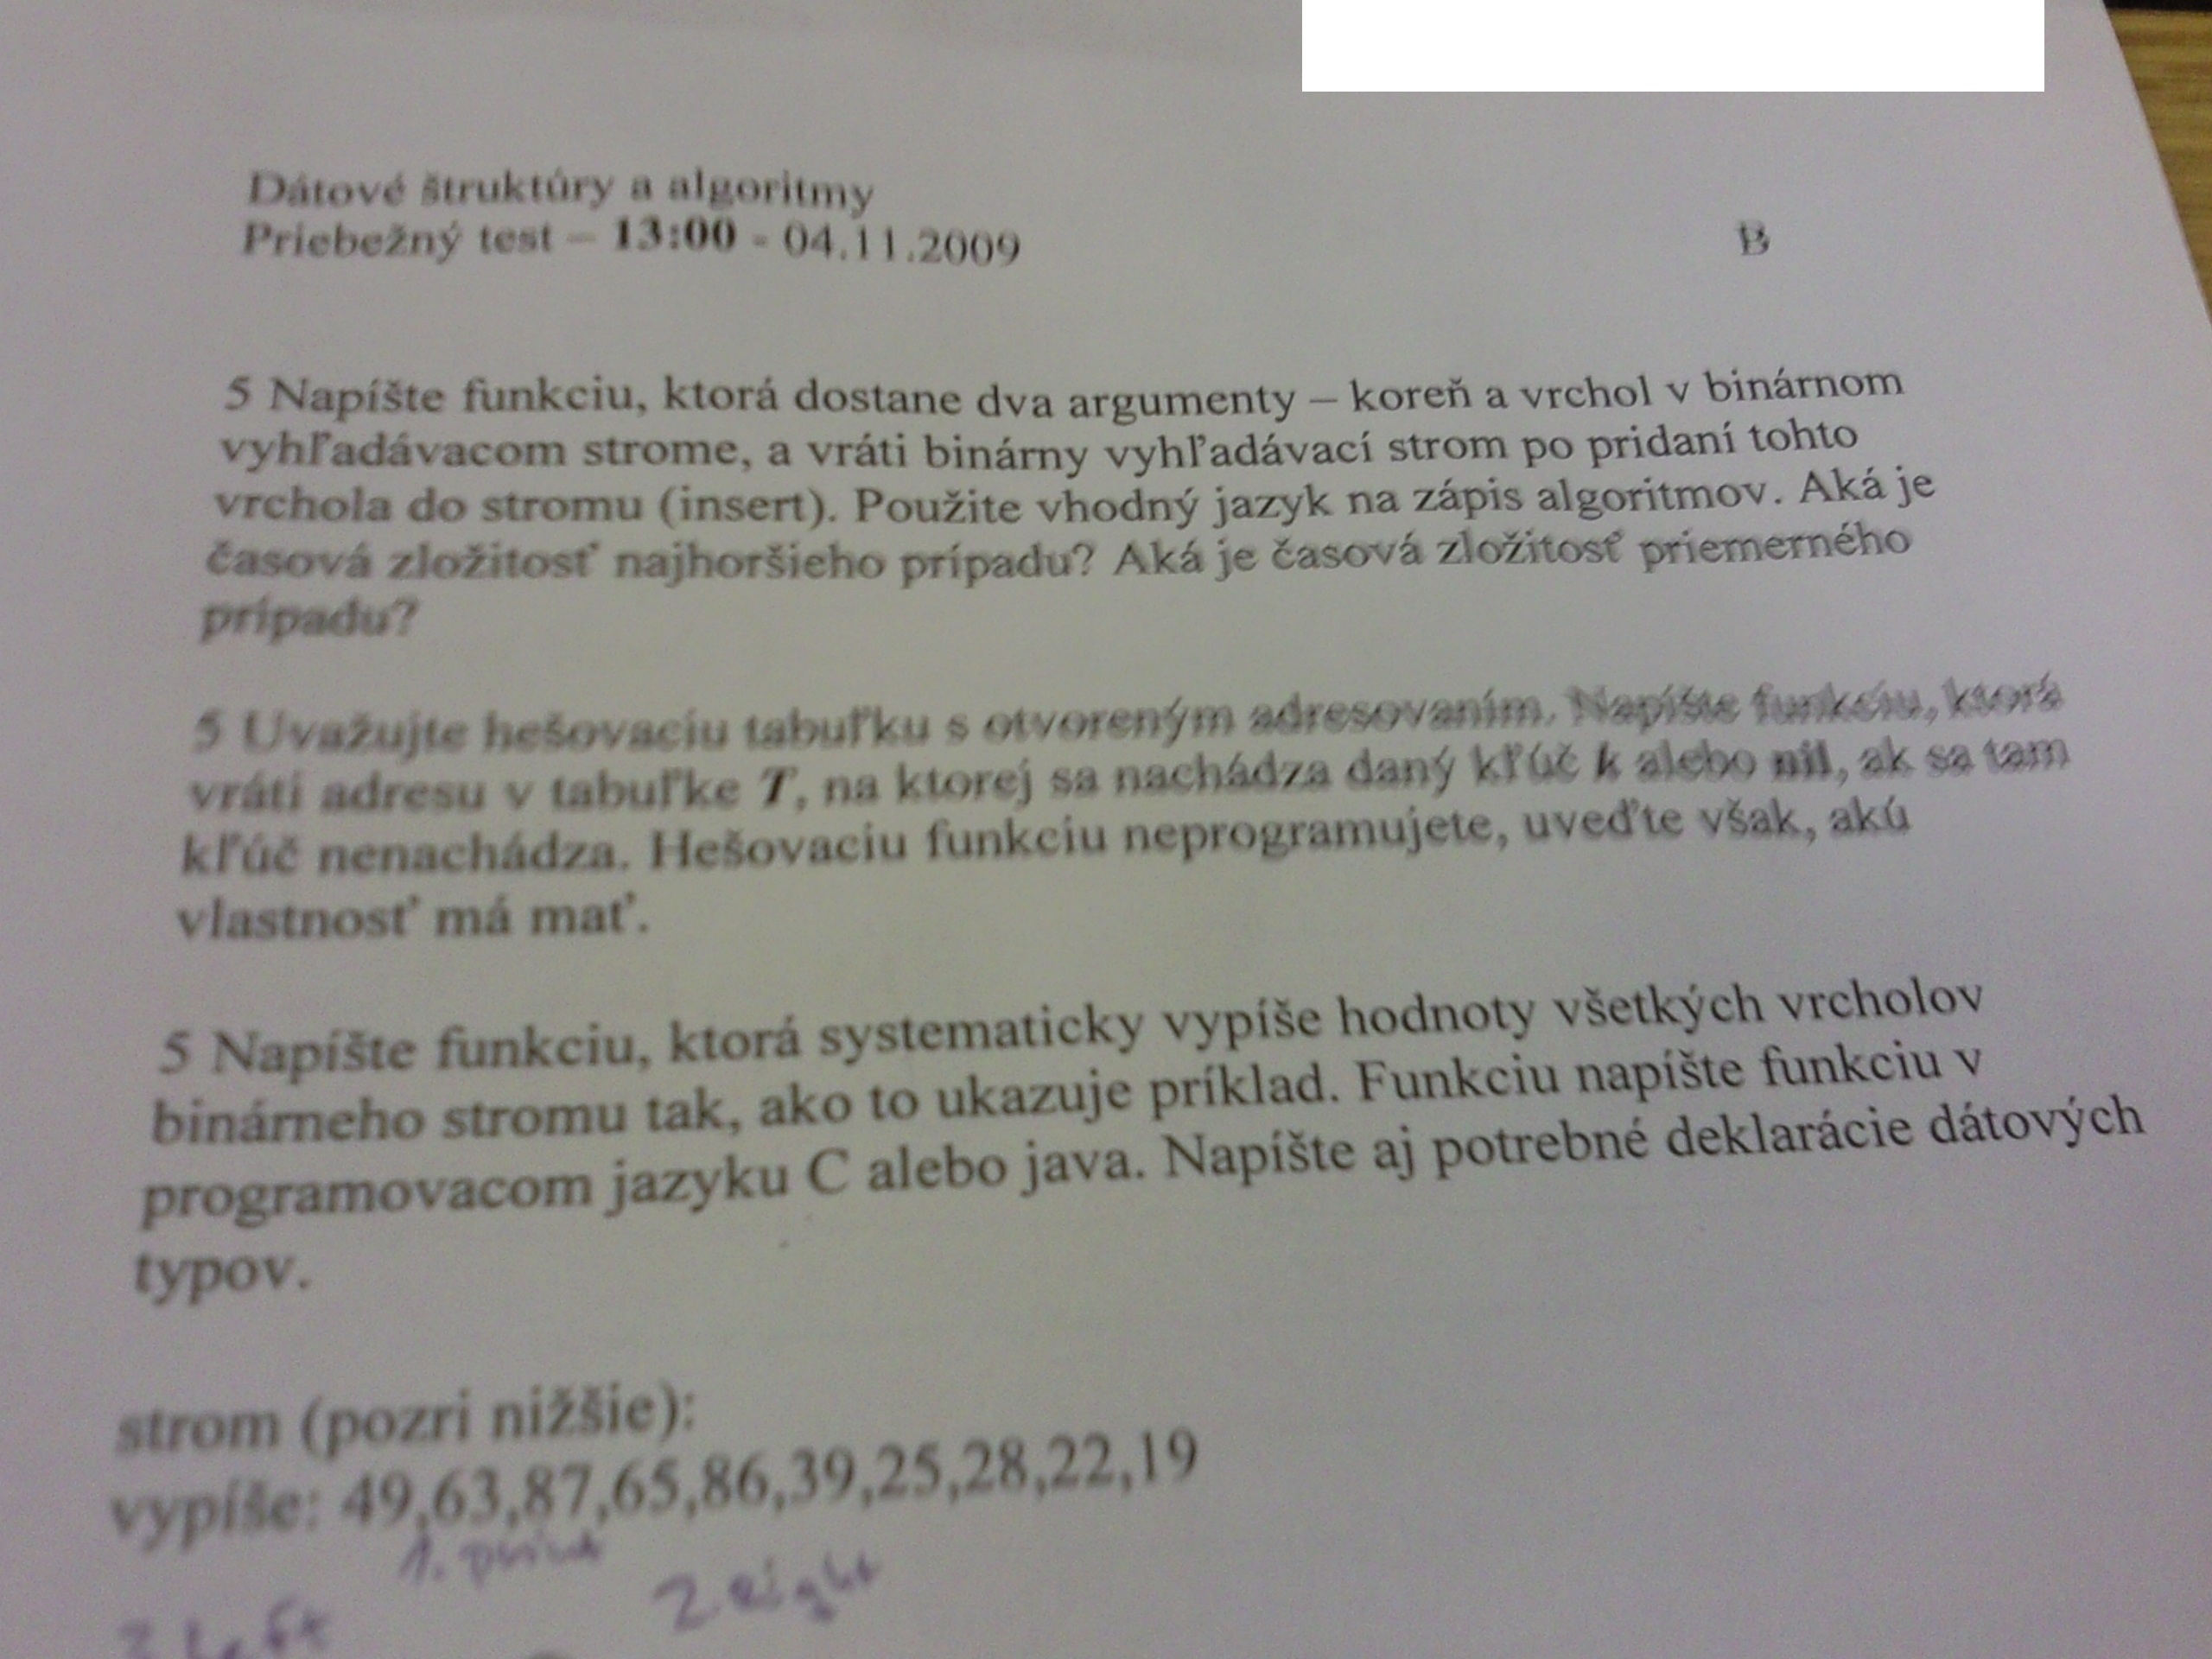 Dátové štruktúry a algoritmy
Priebežný test – 13:00 - 04.11.2009
B
5 Napíšte funkciu, ktorá dostane dva argumenty – koreň a vrchol v binárnom
vyhľadávacom strome, a vráti binárny vyhľadávací strom po pridaní tohto
vrchola do stromu (insert). Použite vhodný jazyk na zápis algoritmov. Aká je
časová zložitosť najhoršieho prípadu? Aká je časová zložitosť priemerného
prípadu?
5 Uvažujte hešovaciu tabuľku s otvoreným adresovaním. Napíšte funkciu, ktorá
vráti adresu v tabuľke T, na ktorej sa nachádza daný kľúč k alebo nil, ak sa tam
kľúč nenachádza. Hešovaciu funkciu neprogramujete, uveďte však, akú
vlastnosť má mať.
5 Napíšte funkciu, ktorá systematicky vypíše hodnoty všetkých vrcholov
binárneho stromu tak, ako to ukazuje príklad. Funkciu napíšte funkciu v
programovacom jazyku C alebo java. Napíšte aj potrebné deklarácie dátových
typov.
strom (pozri nižšie):
vypíše: 49,63,87,65,86,39,25,28,22,19
1. print
2. Right
3 Left